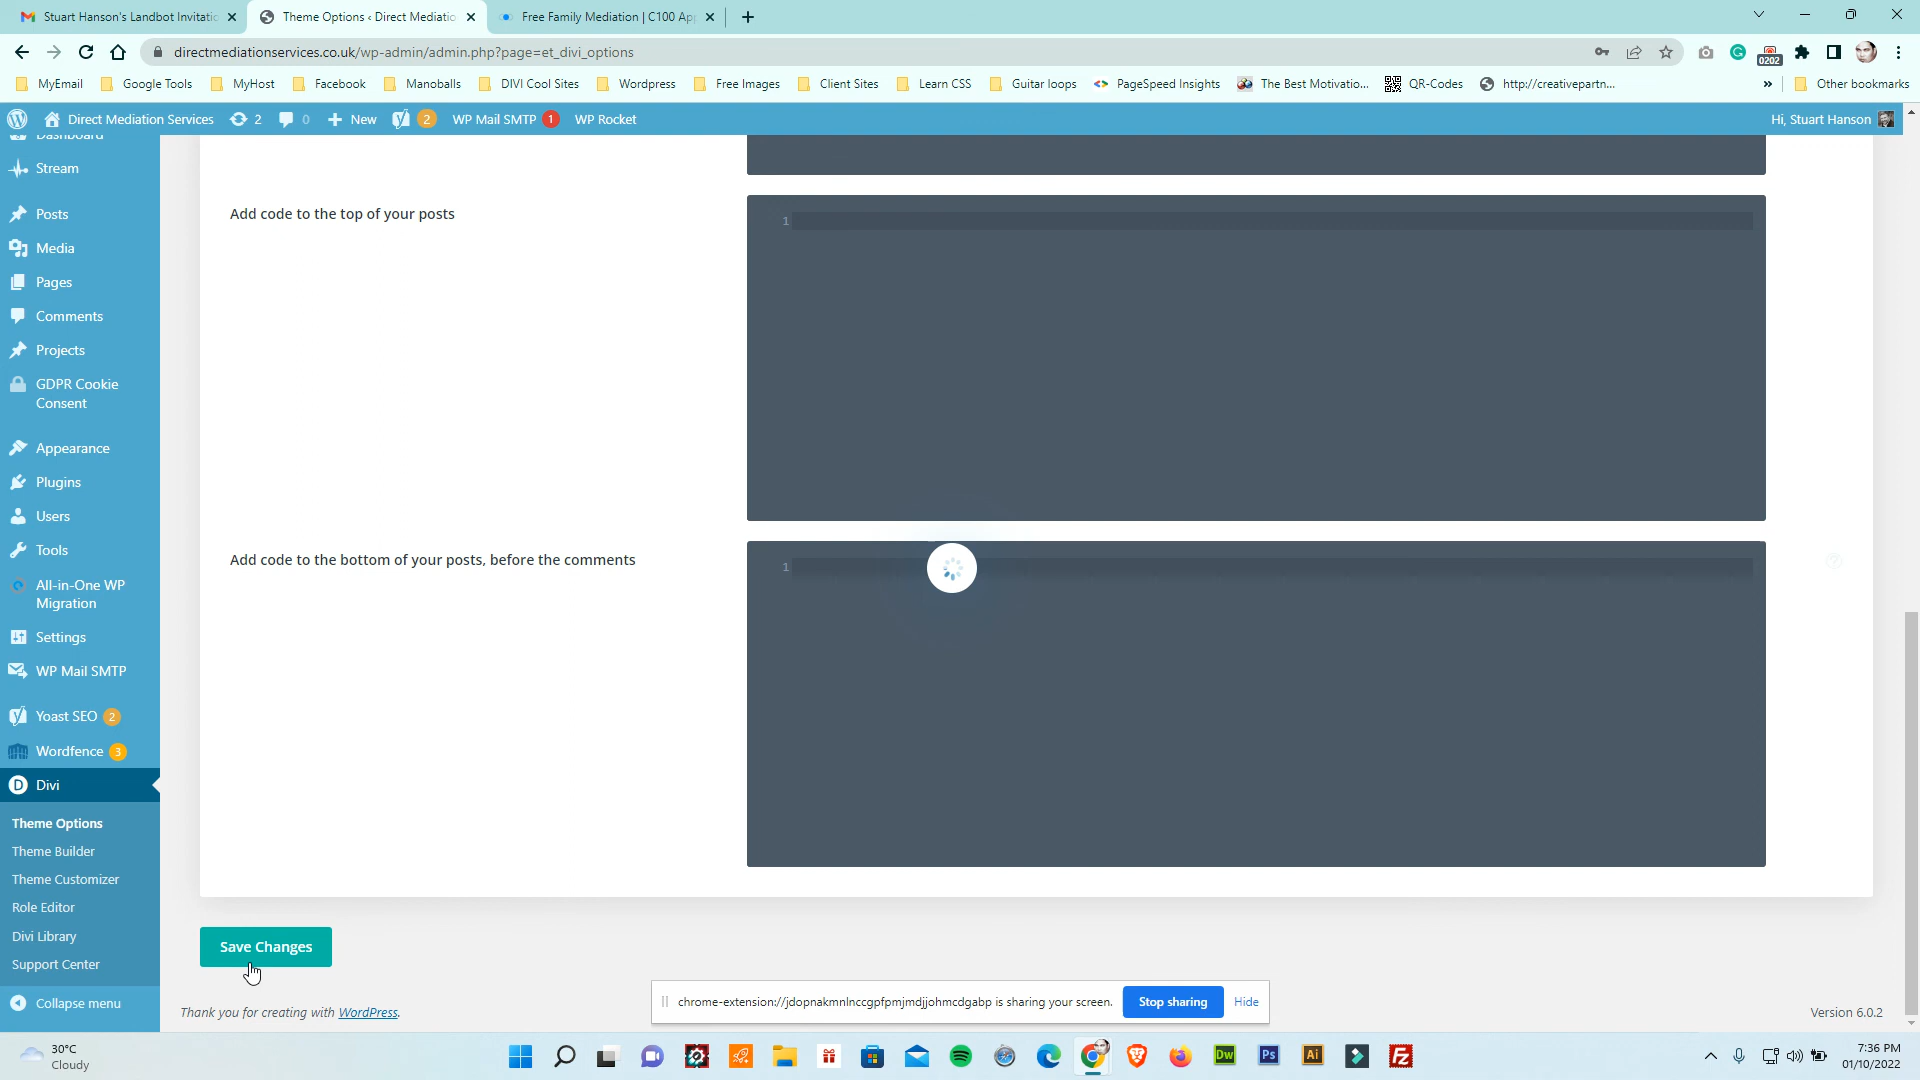 Stuart Hanson's Landbot Invitatio
Theme Options ‹ Direct Mediatio
Free Family Mediation | C100 App
directmediationservices.co.uk/wp-admin/admin.php?page=et_divi_options
0202
MyEmail
Google Tools
MyHost
Facebook
Manoballs
DIVI Cool Sites
Wordpress
Free Images
Client Sites
Learn CSS
Guitar loops
PageSpeed Insights
The Best Motivatio...
QR-Codes
http://creativepartn...
»
Other bookmarks
Direct Mediation Services
2
0
New
2
WP Mail SMTP 1
WP Rocket
Hi, Stuart Hanson
Dashboard
Stream
Posts
Media
Pages
Comments
Projects
GDPR Cookie
Consent
Appearance
Plugins
Users
Tools
All-in-One WP
Migration
Settings
WP Mail SMTP
Yoast SEO 2
Wordfence 3
Divi
Theme Options
Theme Builder
Theme Customizer
Role Editor
Divi Library
Support Center
Collapse menu
Add code to the top of your posts
1
Add code to the bottom of your posts, before the comments
1
Save Changes
Thank you for creating with WordPress.
Version 6.0.2
chrome-extension://jdopnakmnlnccgpfpmjmdjjohmcdgabp is sharing your screen.
Stop sharing
Hide
30°C
Cloudy
Dw
Ps
Ai
7:36 PM
01/10/2022